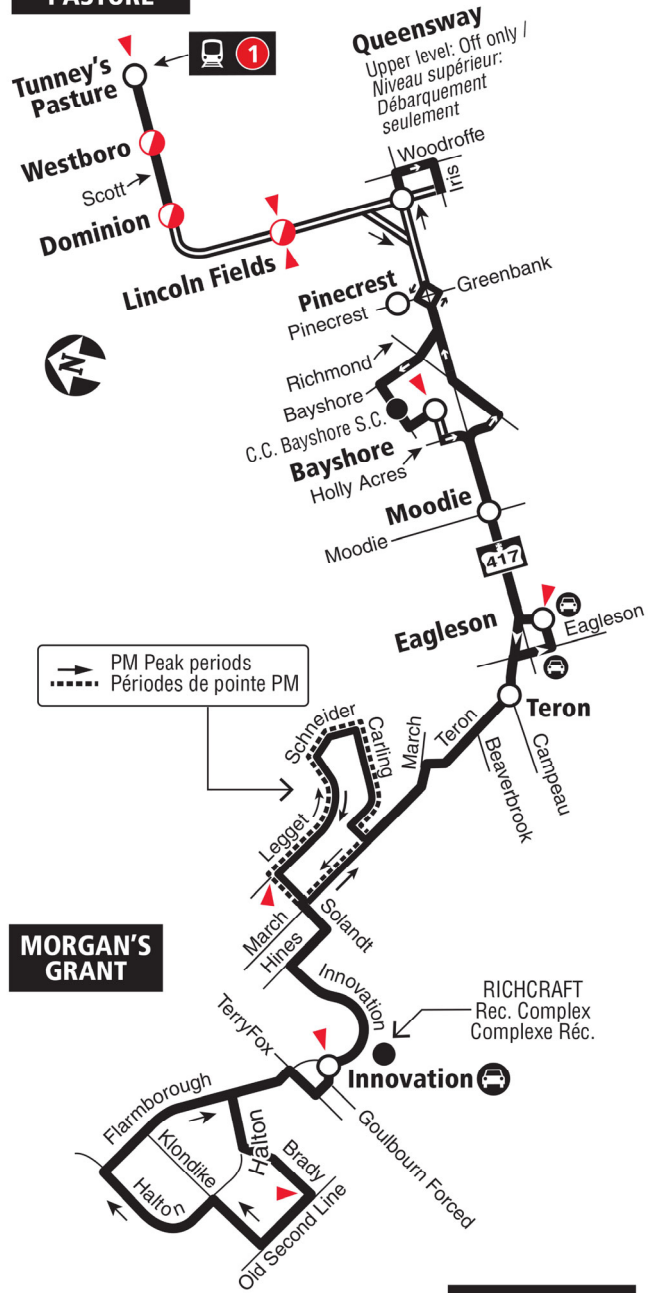 PASTURE
1
Tunney's
Pasture
Westboro
Scott
Dominion
Lincoln Fields
Queensway
Upper level: Off only /
Niveau supérieur:
Débarquement
seulement
Woodroffe
Iris
Pinecrest
Pinecrest
Greenbank
N
Richmond
Bayshore
C.C. Bayshore S.C.
Bayshore
Holly Acres
Moodie
Moodie
417
Eagleson
Eagleson
Teron
PM Peak periods
Périodes de pointe PM
Schneider
Carling
March
Teron
Beaverbrook
Campeau
Legget
March
Solandt
Hines
MORGAN'S
GRANT
Innovation
RICHCRAFT
Rec. Complex
Complexe Réc.
TerryFox
Innovation
Flarmborough
Klondike
Halton
Halton
Brady
Goulbourn Forced
Old Second Line